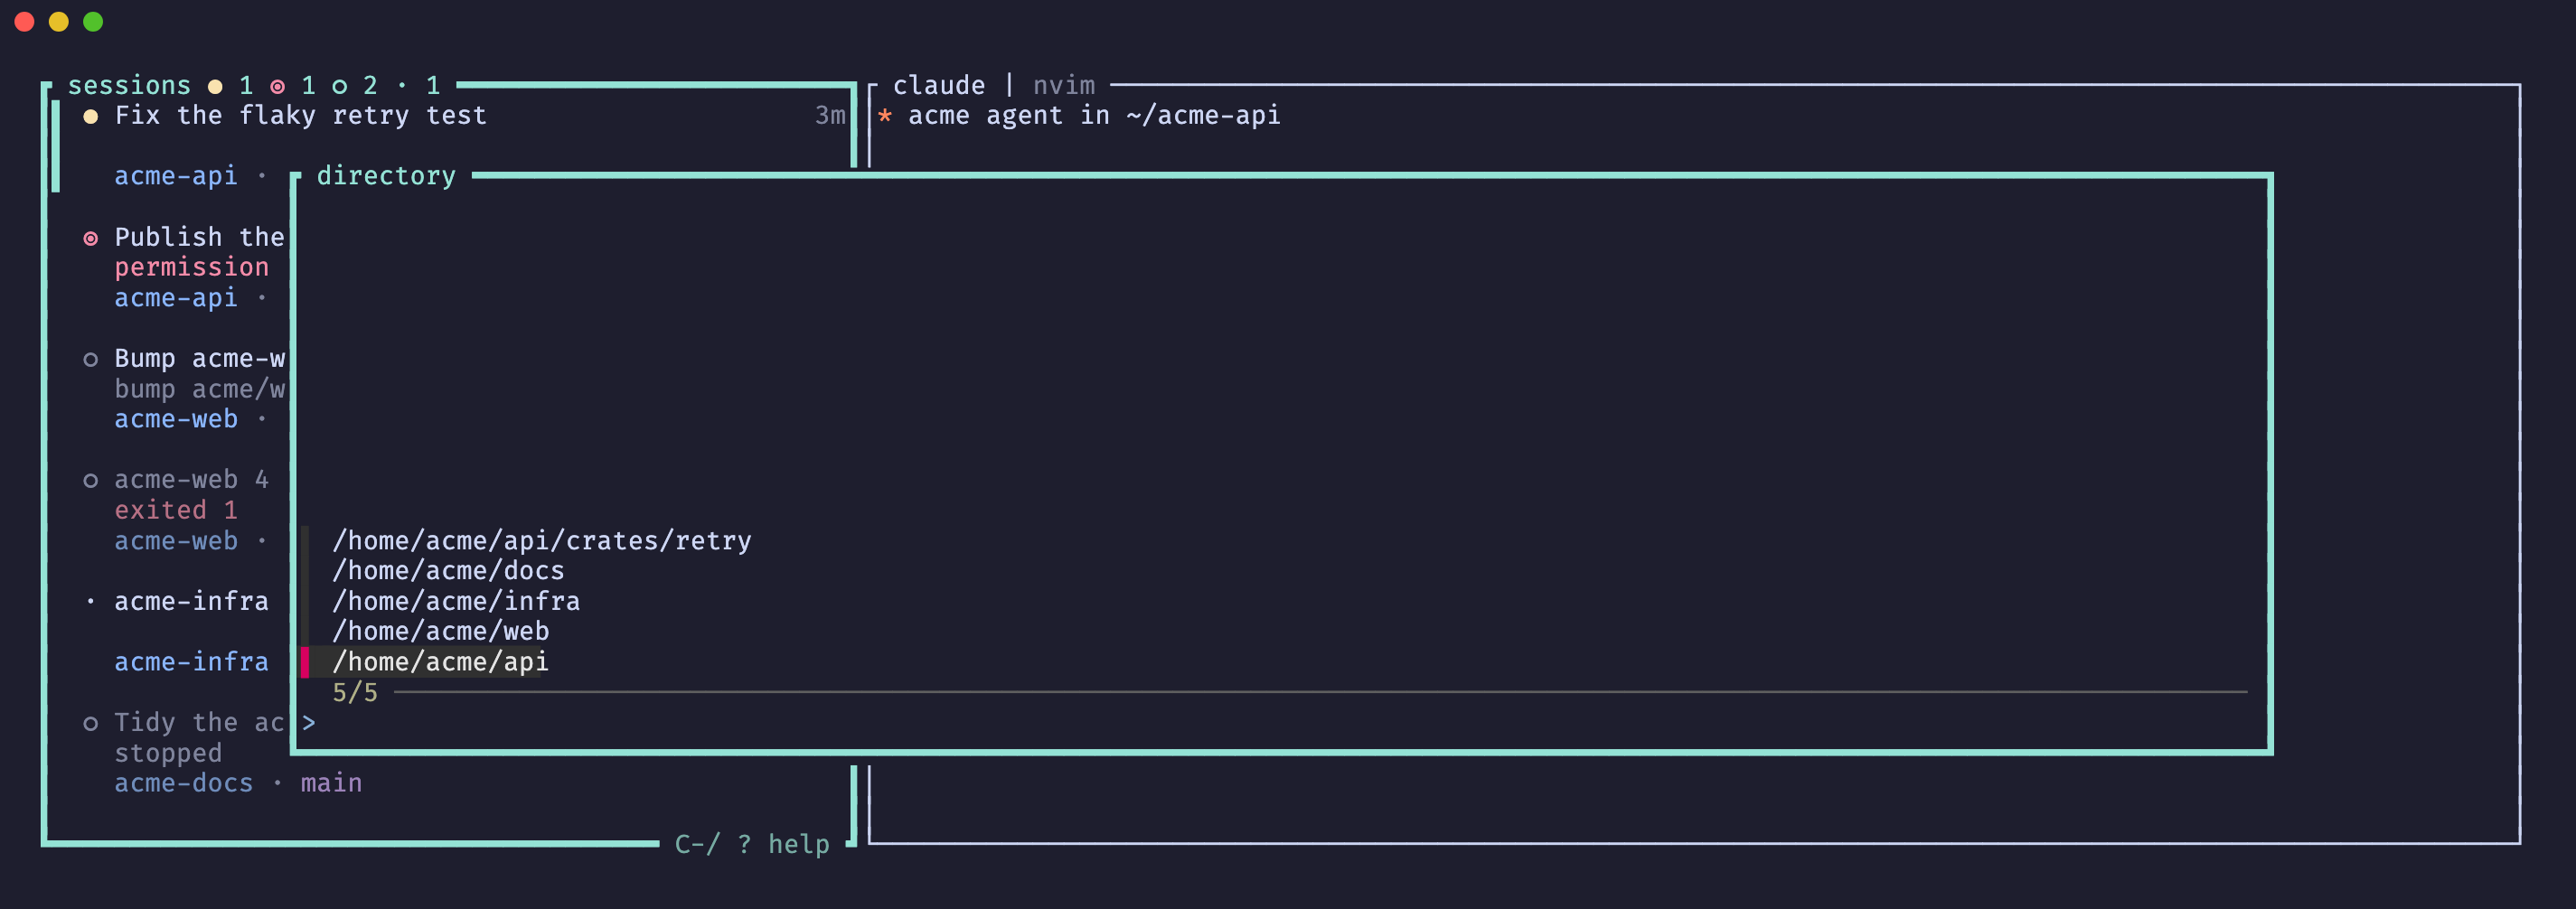 sessions ● 1 ◉ 1 ○ 2 · 1
● Fix the flaky retry test 3m
acme-api ·
◉ Publish the
permission
acme-api ·
○ Bump acme-w
bump acme/w
acme-web ·
○ acme-web 4
exited 1
acme-web ·
· acme-infra
acme-infra
○ Tidy the ac
stopped
acme-docs · main
C-/ ? help
claude | nvim
* acme agent in ~/acme-api
directory
/home/acme/api/crates/retry
/home/acme/docs
/home/acme/infra
/home/acme/web
/home/acme/api
5/5
>